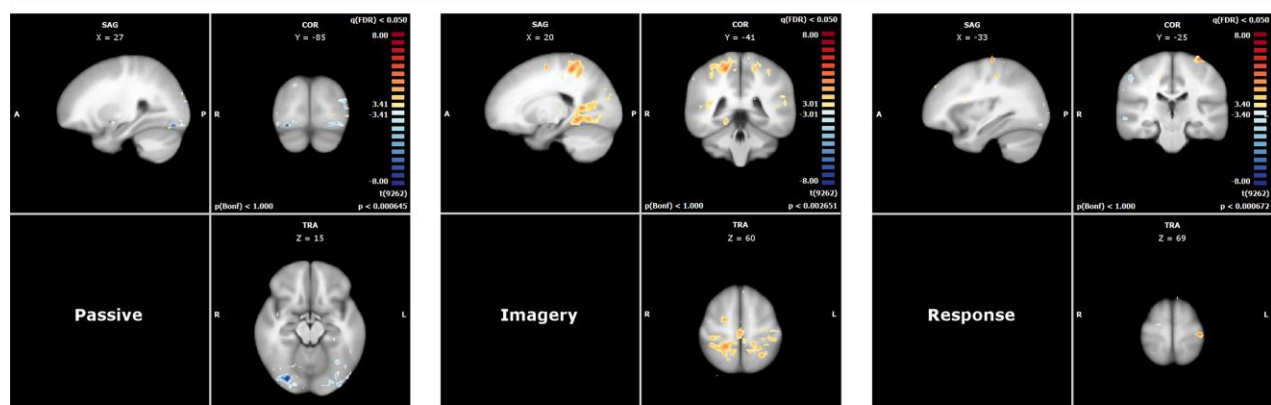 SAG
X = 27
A
P
COR
Y = -85
R
q(FDR) < 0.050
8.00
3.41
-3.41
-8.00
t(9262)
p(Bonf) < 1.000
p < 0.000645
Passive
TRA
Z = 15
R
L
SAG
X = 20
A
P
COR
Y = -41
R
q(FDR) < 0.050
8.00
3.01
-3.01
-8.00
t(9262)
p(Bonf) < 1.000
p < 0.002651
Imagery
TRA
Z = 60
R
L
SAG
X = -33
A
P
COR
Y = -25
R
q(FDR) < 0.050
8.00
3.40
-3.40
-8.00
t(9262)
p(Bonf) < 1.000
p < 0.000672
Response
TRA
Z = 69
R
L